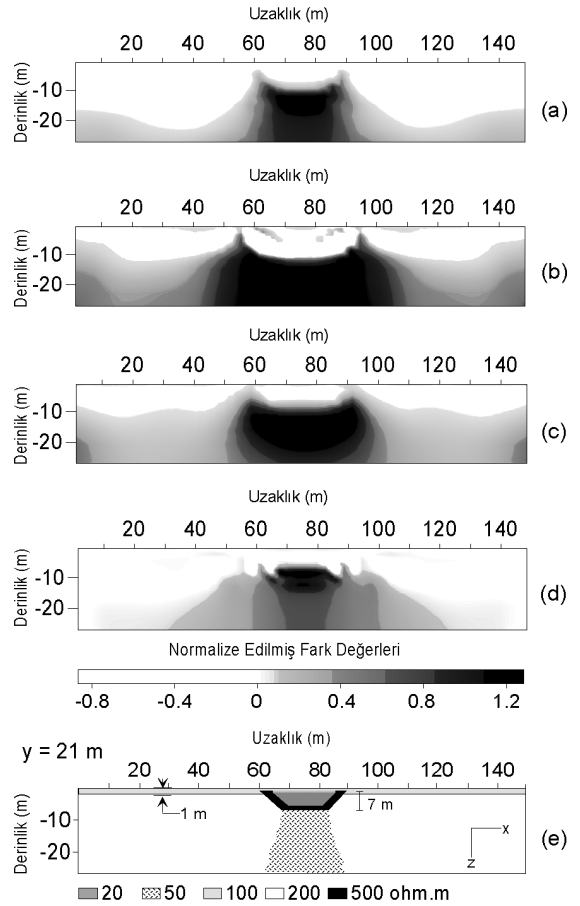 Uzaklık (m)
20 40 60 80 100 120 140
Derinlik (m)
-10
-20
(a)
Uzaklık (m)
20 40 60 80 100 120 140
Derinlik (m)
-10
-20
(b)
Uzaklık (m)
20 40 60 80 100 120 140
Derinlik (m)
-10
-20
(c)
Uzaklık (m)
20 40 60 80 100 120 140
Derinlik (m)
-10
-20
(d)
Normalize Edilmiş Fark Değerleri
-0.8 -0.4 0 0.4 0.8 1.2
y = 21 m
Uzaklık (m)
20 40 60 80 100 120 140
Derinlik (m)
-10
-20
1 m
7 m
x
z
(e)
20 50 100 200 500 ohm.m